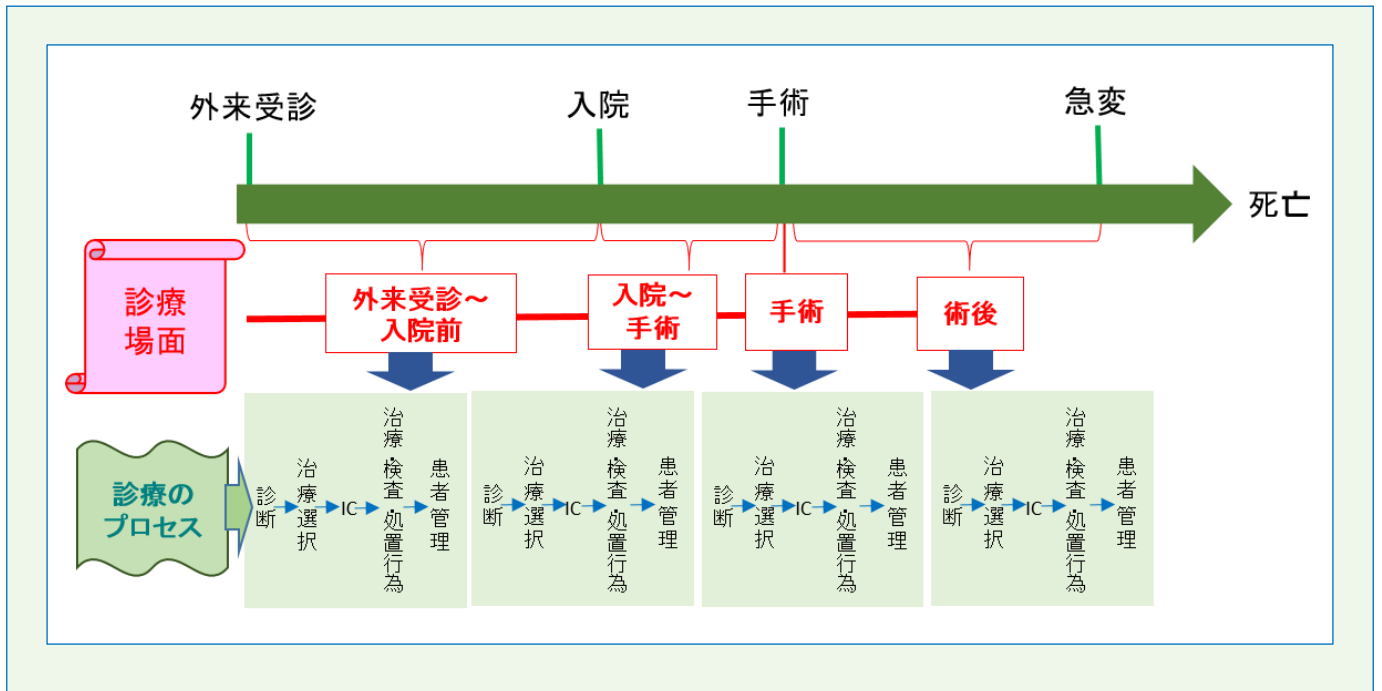 外来受診
入院
手術
急変
死亡
診療
場面
外来受診～
入院前
入院～
手術
手術
術後
診療の
プロセス
診断
治療選択
IC
治療・検査・処置行為
患者管理
診断
治療選択
IC
治療・検査・処置行為
患者管理
診断
治療選択
IC
治療・検査・処置行為
患者管理
診断
治療選択
IC
治療・検査・処置行為
患者管理